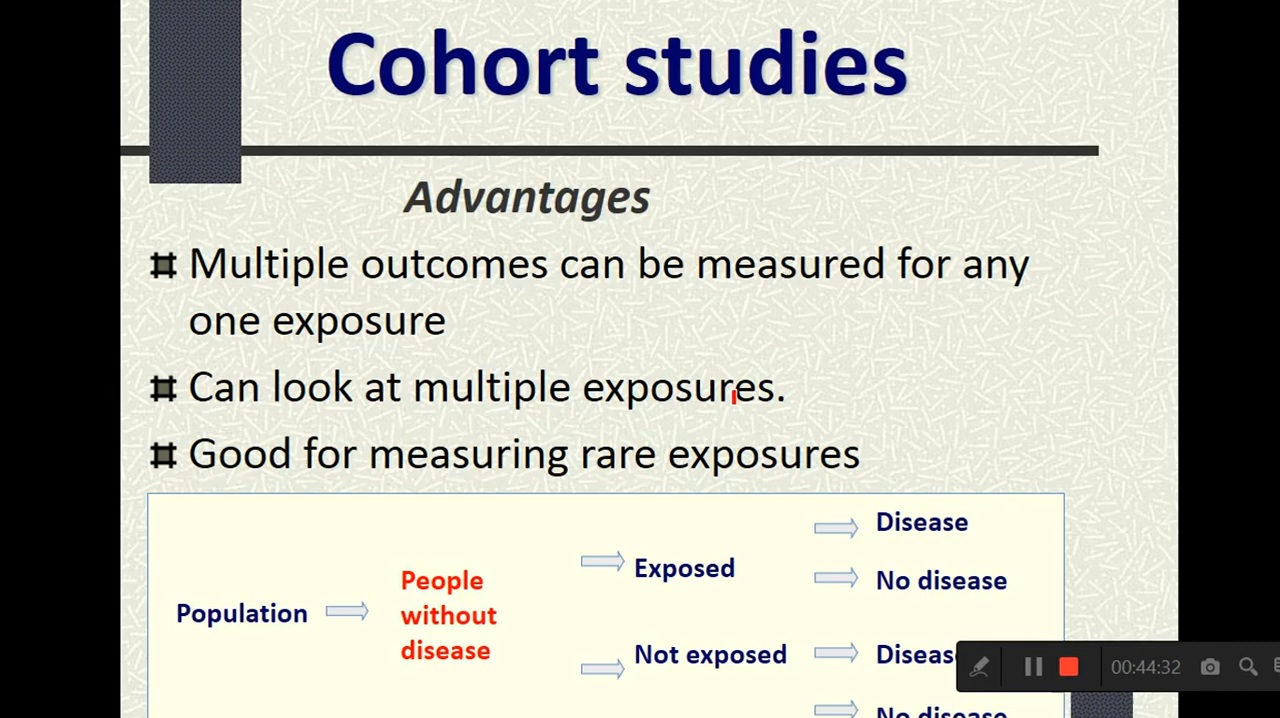 Cohort studies
Advantages
Multiple outcomes can be measured for any
one exposure
Can look at multiple exposures.
Good for measuring rare exposures
Disease
Exposed
No disease
People
Population
without
disease
Not exposed
No disease
00:44:32